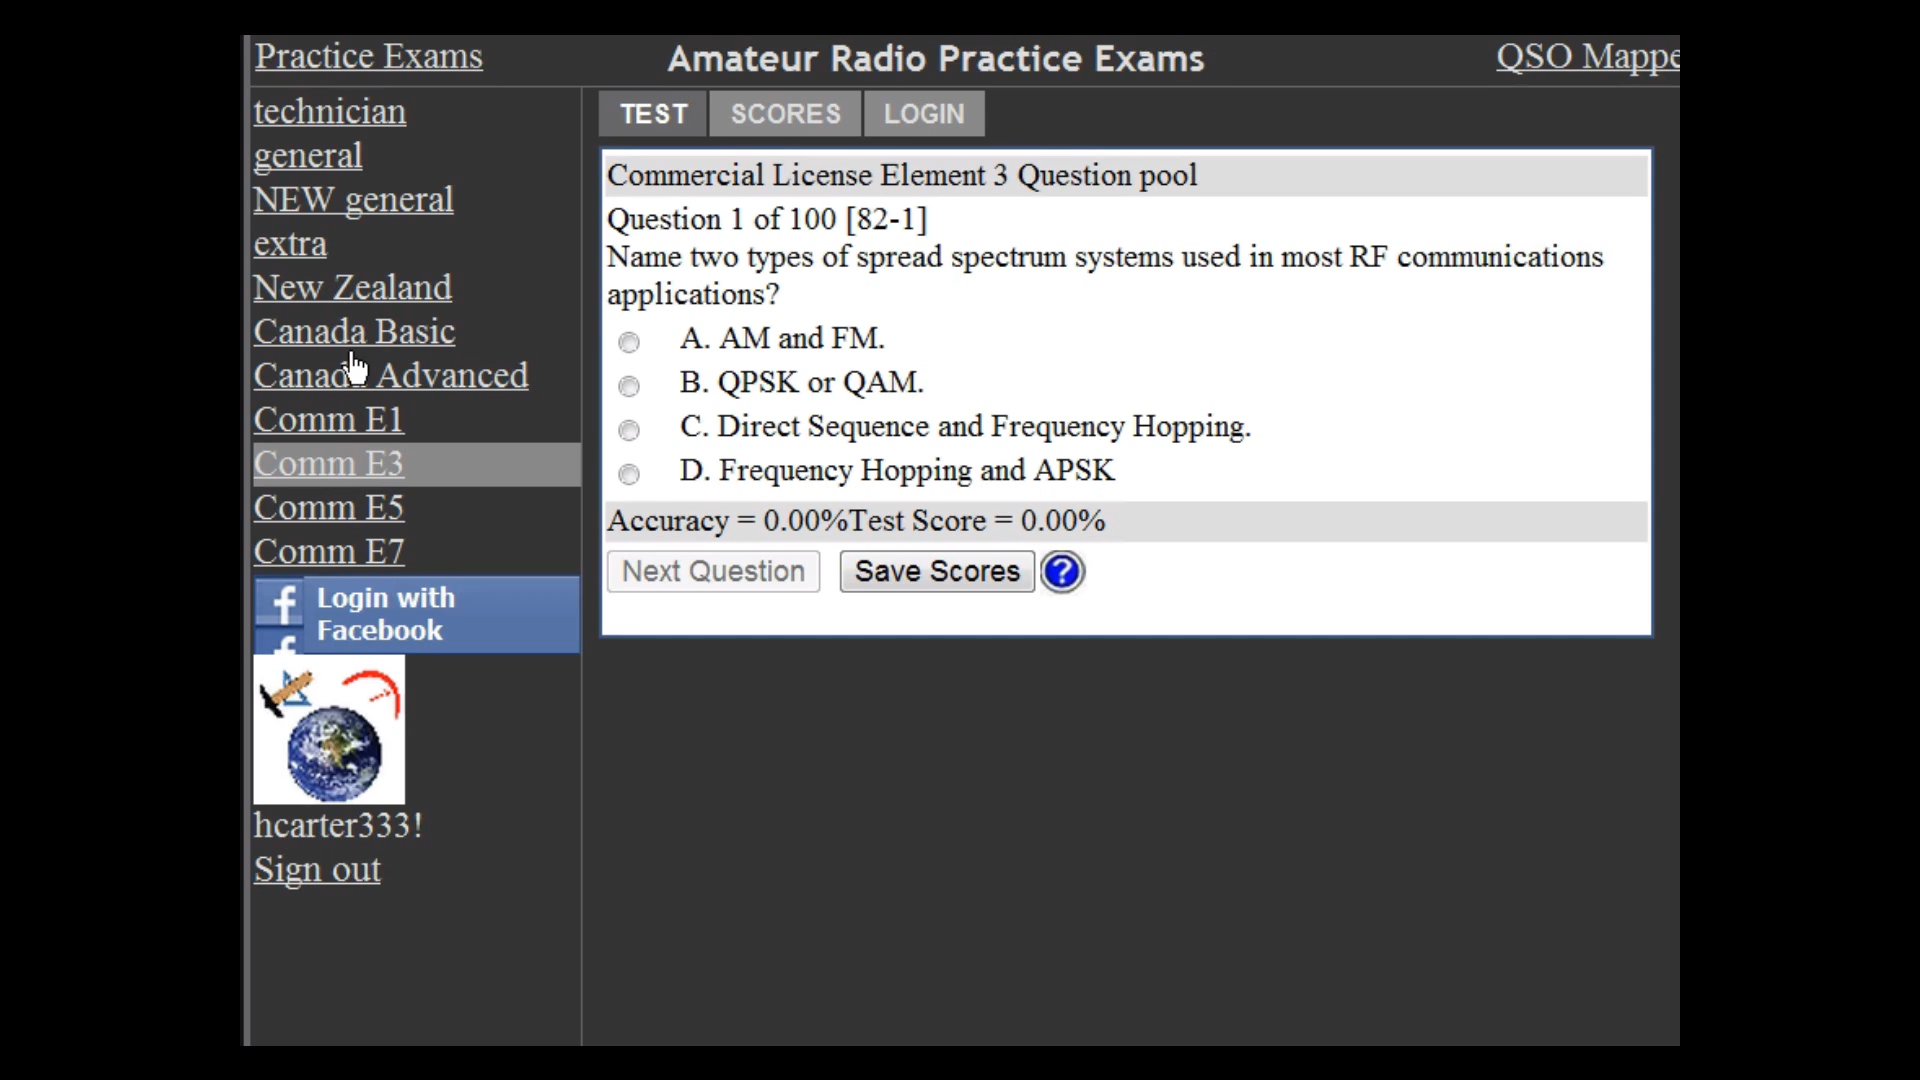 Practice Exams
Amateur Radio Practice Exams
QSO Mappe
technician
general
NEW general
extra
New Zealand
Canada Basic
Canada Advanced
Comm E1
Comm E3
Comm E5
Comm E7
f Login with
Facebook
f
hcarter333!
Sign out
TEST SCORES LOGIN
Commercial License Element 3 Question pool
Question 1 of 100 [82-1]
Name two types of spread spectrum systems used in most RF communications
applications?
A. AM and FM.
B. QPSK or QAM.
C. Direct Sequence and Frequency Hopping.
D. Frequency Hopping and APSK
Accuracy = 0.00%Test Score = 0.00%
Next Question Save Scores ?